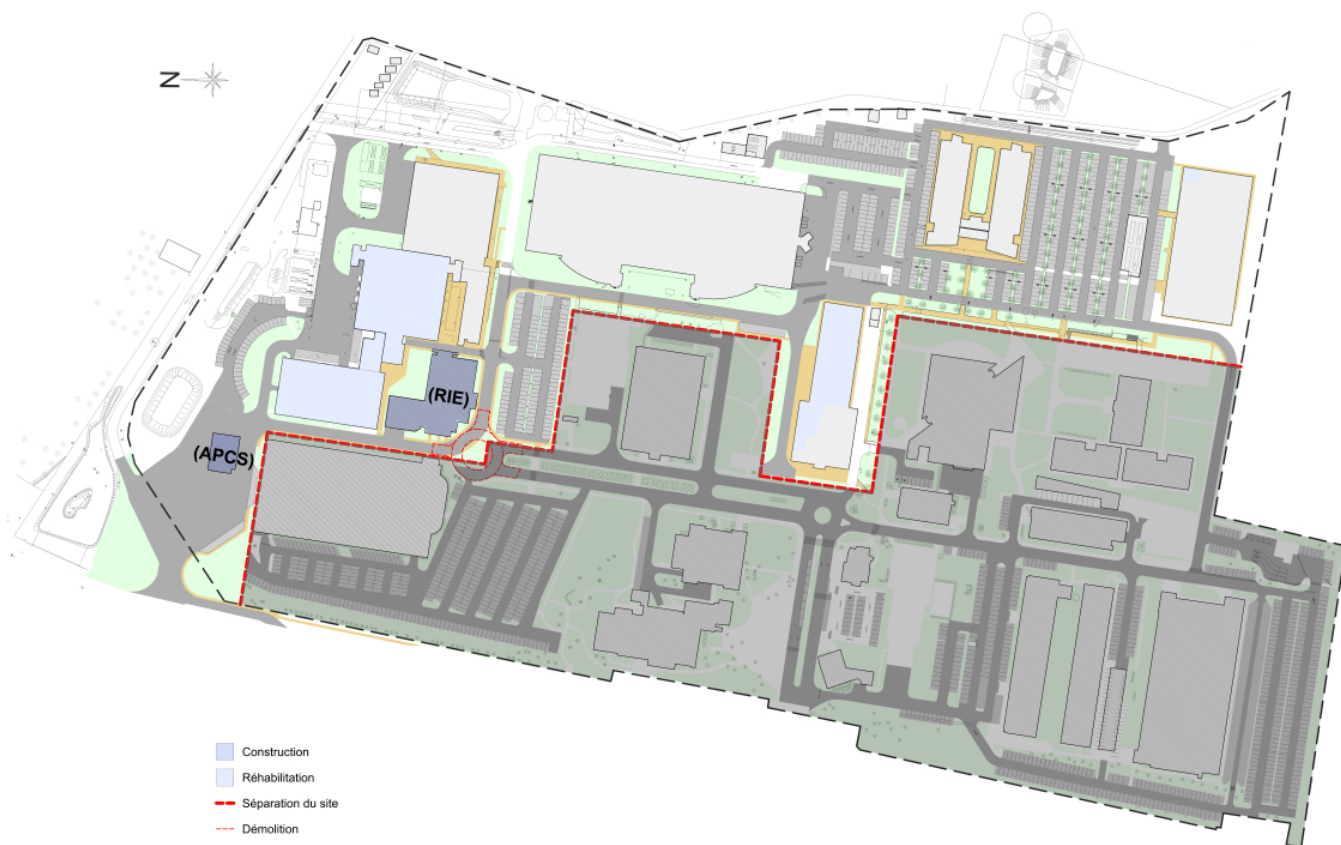 N
(RIE)
(APCS)
Construction
Réhabilitation
Séparation du site
Démolition